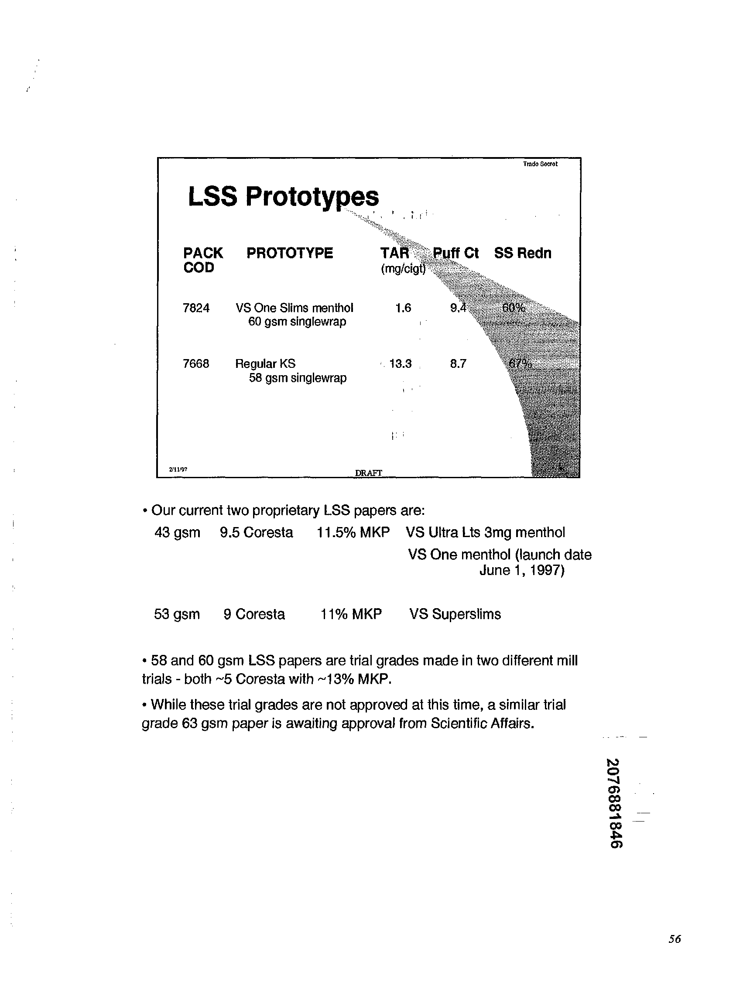 Trade Secret
LSS Prototypes
PACK COD PROTOTYPE TAR (mg/cigt) Puff Ct SS Redn
7824 VS One Slims menthol 1.6 9.4 60%
60 gsm singlewrap
7668 Regular KS 13.3 8.7 67%
58 gsm singlewrap
2/11/97 DRAFT
• Our current two proprietary LSS papers are:
43 gsm 9.5 Coresta 11.5% MKP VS Ultra Lts 3mg menthol
VS One menthol (launch date
June 1, 1997)
53 gsm 9 Coresta 11% MKP VS Superslims
• 58 and 60 gsm LSS papers are trial grades made in two different mill
trials - both ~5 Coresta with ~13% MKP.
• While these trial grades are not approved at this time, a similar trial
grade 63 gsm paper is awaiting approval from Scientific Affairs.
2076881846
56